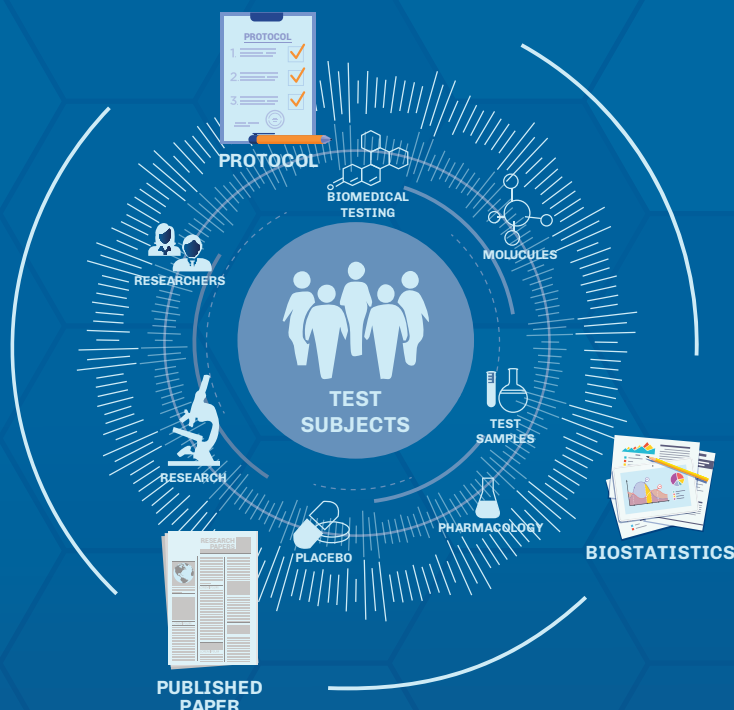 PROTOCOL
1.
2.
3.
PROTOCOL
BIOMEDICAL
TESTING
MOLUCULES
RESEARCHERS
TEST
SUBJECTS
TEST
SAMPLES
RESEARCH
PHARMACOLOGY
PLACEBO
BIOSTATISTICS
RESEARCH
PAPERS
PUBLISHED
PAPER